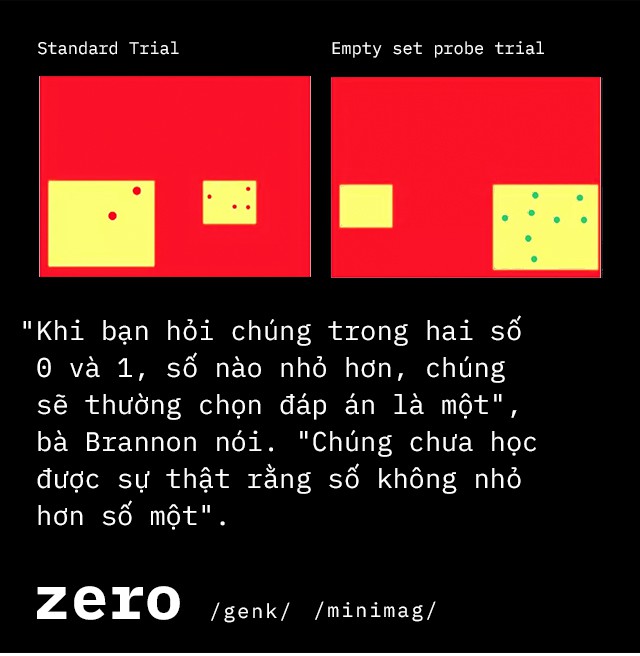 Standard Trial
Empty set probe trial
"Khi bạn hỏi chúng trong hai số
0 và 1, số nào nhỏ hơn, chúng
sẽ thường chọn đáp án là một",
bà Brannon nói. "Chúng chưa học
được sự thật rằng số không nhỏ
hơn số một".
zero /genk/ /minimag/